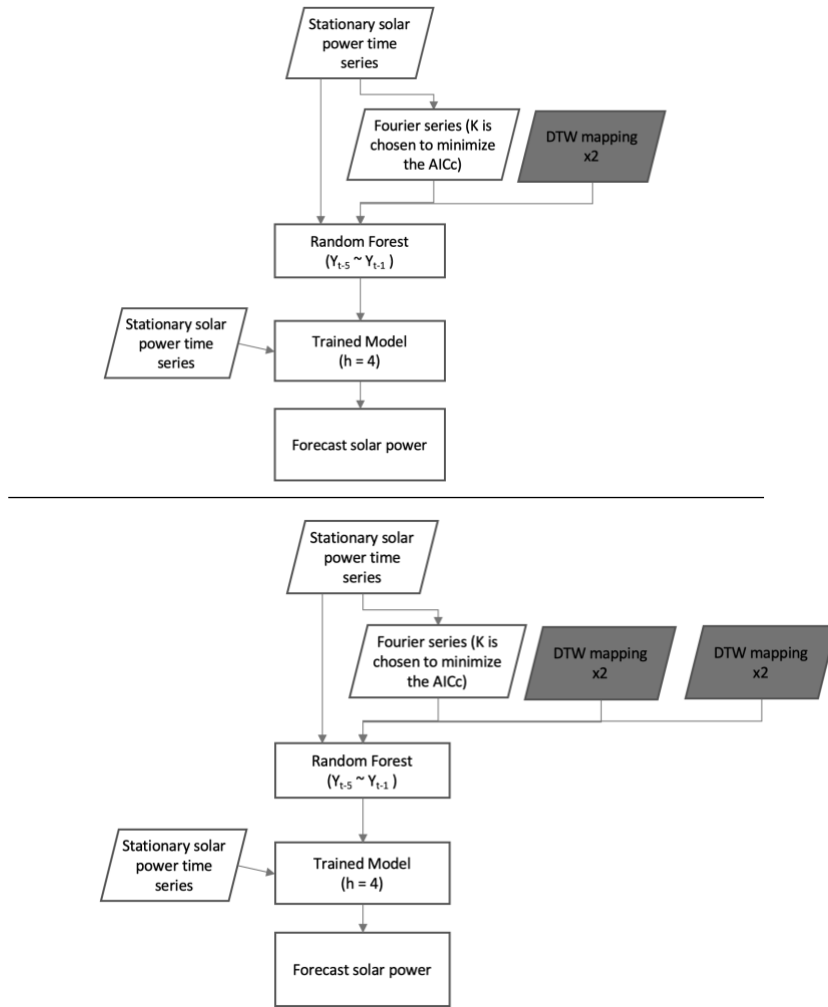 Stationary solar
power time
series
Fourier series (K is
chosen to minimize
the AICc)
DTW mapping
x2
Random Forest
(Yt-5 ~ Yt-1 )
Stationary solar
power time
series
Trained Model
(h = 4)
Forecast solar power
Stationary solar
power time
series
Fourier series (K is
chosen to minimize
the AICc)
DTW mapping
x2
DTW mapping
x2
Random Forest
(Yt-5 ~ Yt-1 )
Stationary solar
power time
series
Trained Model
(h = 4)
Forecast solar power